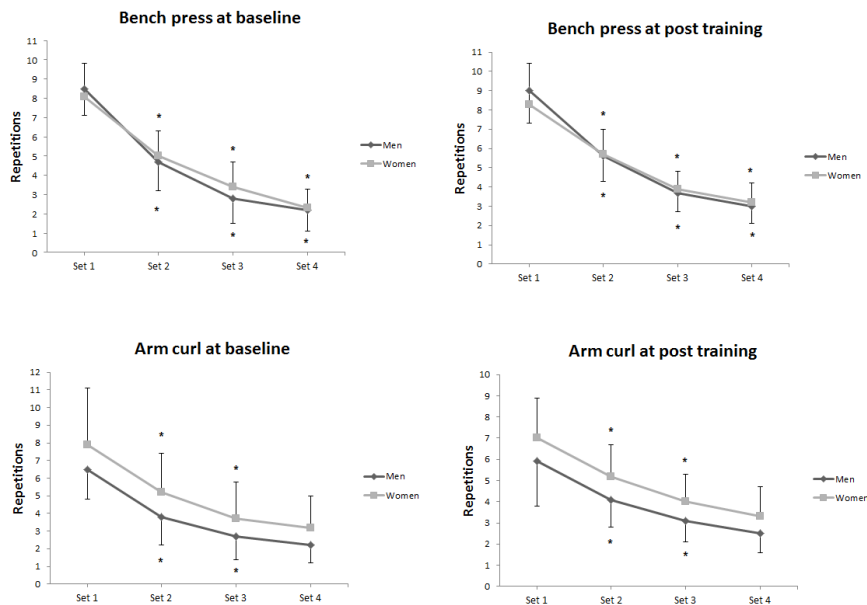 Bench press at baseline
11
10
9
8
7
6
5
4
3
2
1
0
Repetitions
* * *
* * *
Set 1 Set 2 Set 3 Set 4
Men
Women
Bench press at post training
11
10
9
8
7
6
5
4
3
2
1
0
Repetitions
* * *
* * *
Set 1 Set 2 Set 3 Set 4
Men
Women
Arm curl at baseline
12
11
10
9
8
7
6
5
4
3
2
1
0
Repetitions
* *
* *
Set 1 Set 2 Set 3 Set 4
Men
Women
Arm curl at post training
10
9
8
7
6
5
4
3
2
1
0
Repetitions
* *
* *
Set 1 Set 2 Set 3 Set 4
Men
Women